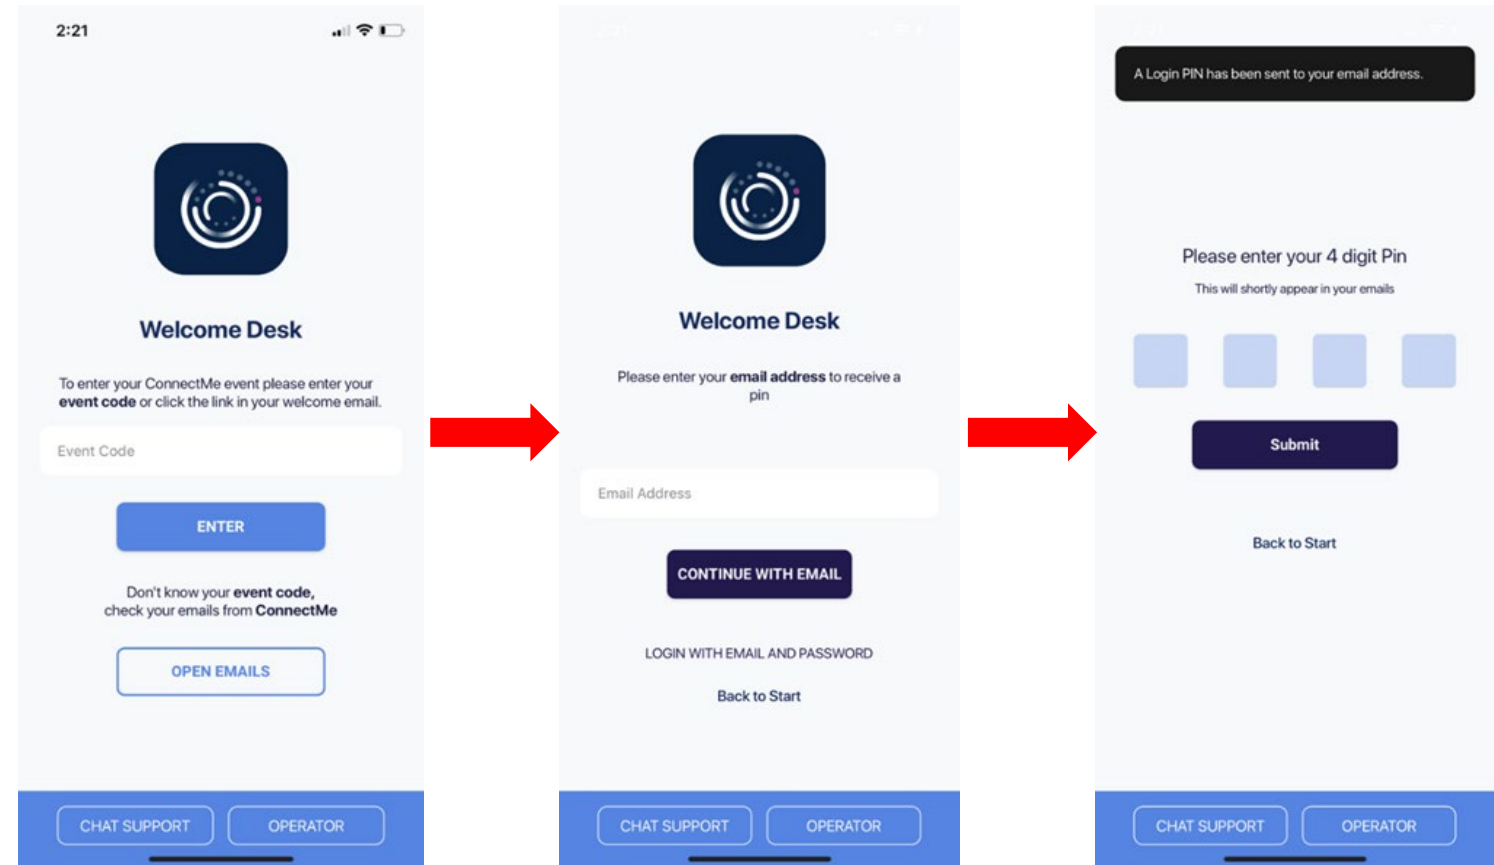 2:21
Welcome Desk
To enter your ConnectMe event please enter your
event code or click the link in your welcome email.
Event Code
ENTER
Don't know your event code,
check your emails from ConnectMe
OPEN EMAILS
CHAT SUPPORT
OPERATOR
Welcome Desk
Please enter your email address to receive a
pin
Email Address
CONTINUE WITH EMAIL
LOGIN WITH EMAIL AND PASSWORD
Back to Start
CHAT SUPPORT
OPERATOR
A Login PIN has been sent to your email address.
Please enter your 4 digit Pin
This will shortly appear in your emails
Submit
Back to Start
CHAT SUPPORT
OPERATOR